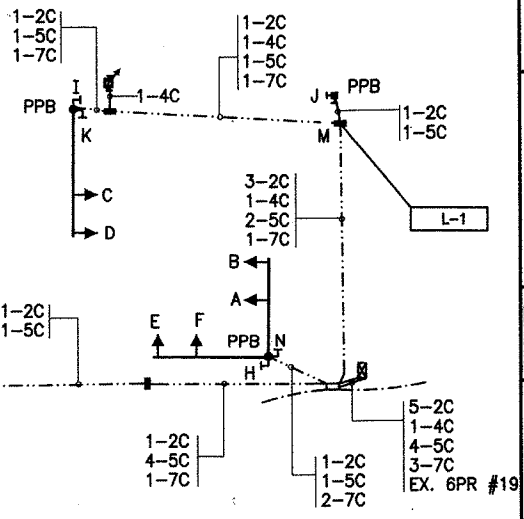 1-2C
1-5C
1-7C
1-2C
1-4C
1-5C
1-7C
I
PPB
K
1-4C
J
PPB
M
1-2C
1-5C
C
D
3-2C
1-4C
2-5C
1-7C
L-1
B
A
E
F
PPB
N
H
1-2C
1-5C
1-2C
4-5C
1-7C
1-2C
1-5C
2-7C
5-2C
1-4C
4-5C
3-7C
EX. 6PR #19